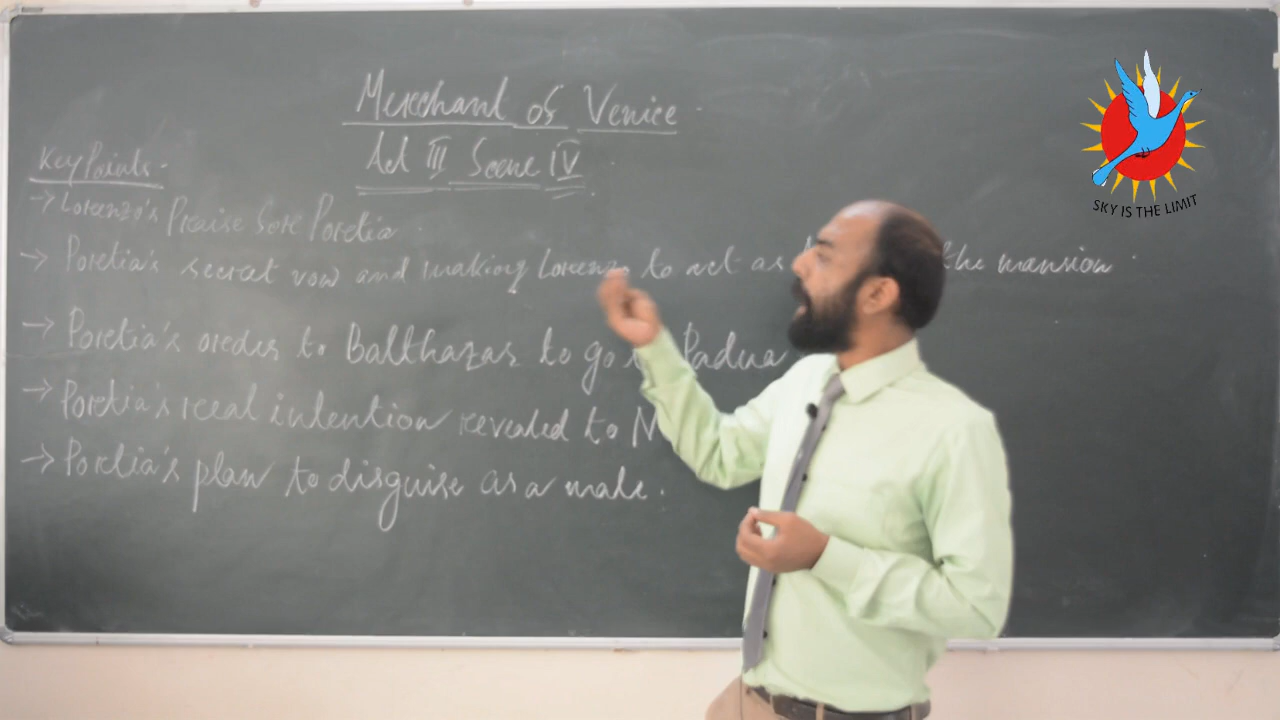 Merchant of Venice
Act III Scene IV
Key Points -
→ Lorenzo's Praise for Portia.
→ Portia's secret vow and making Lorenzo to act as the mansion
→ Portia's orders to Balthazar to go Padua
→ Portia's real intention revealed to
→ Portia's plan to disguise as a male.
SKY IS THE LIMIT